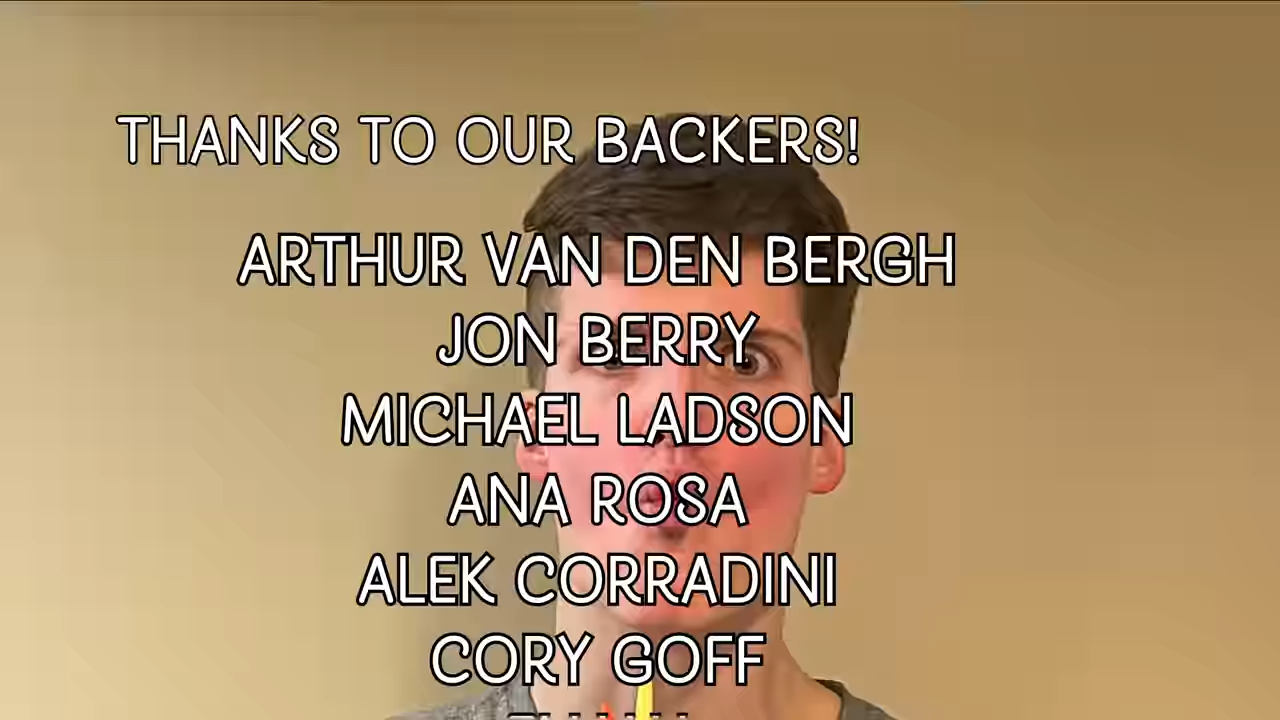 THANKS TO OUR BACKERS!
ARTHUR VAN DEN BERGH
JON BERRY
MICHAEL LADSON
ANA ROSA
ALEK CORRADINI
CORY GOFF